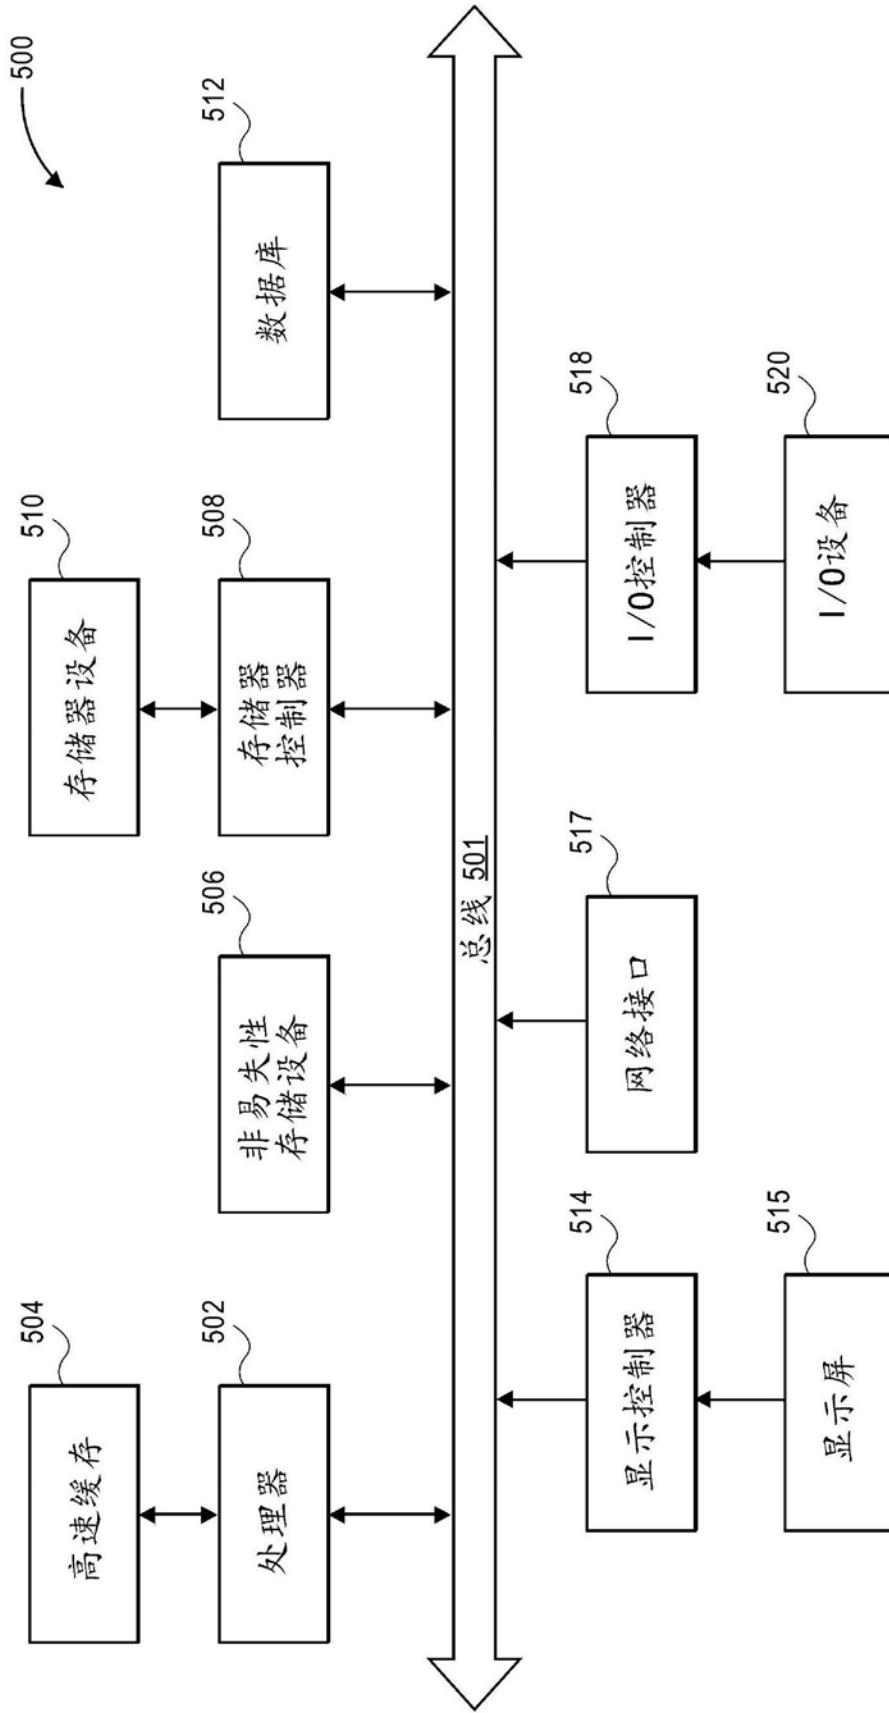 500
504
高速缓存
510
存储器设备
502
处理器
506
非易失性
存储设备
508
存储器
控制器
512
数据库
总线 501
514
显示控制器
517
网络接口
518
I/O控制器
515
显示屏
520
I/O设备